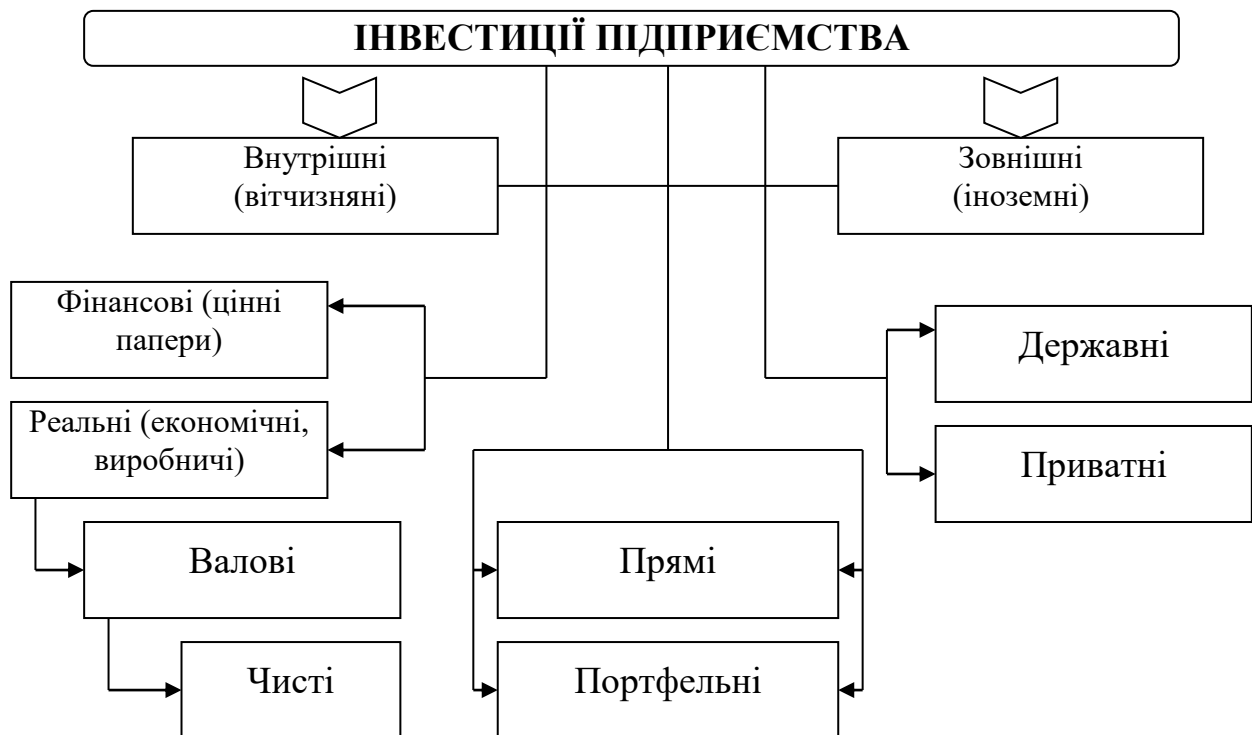 ІНВЕСТИЦІЇ ПІДПРИЄМСТВА
Внутрішні
(вітчизняні)
Зовнішні
(іноземні)
Фінансові (цінні
папери)
Державні
Реальні (економічні,
виробничі)
Приватні
Валові
Прямі
Чисті
Портфельні